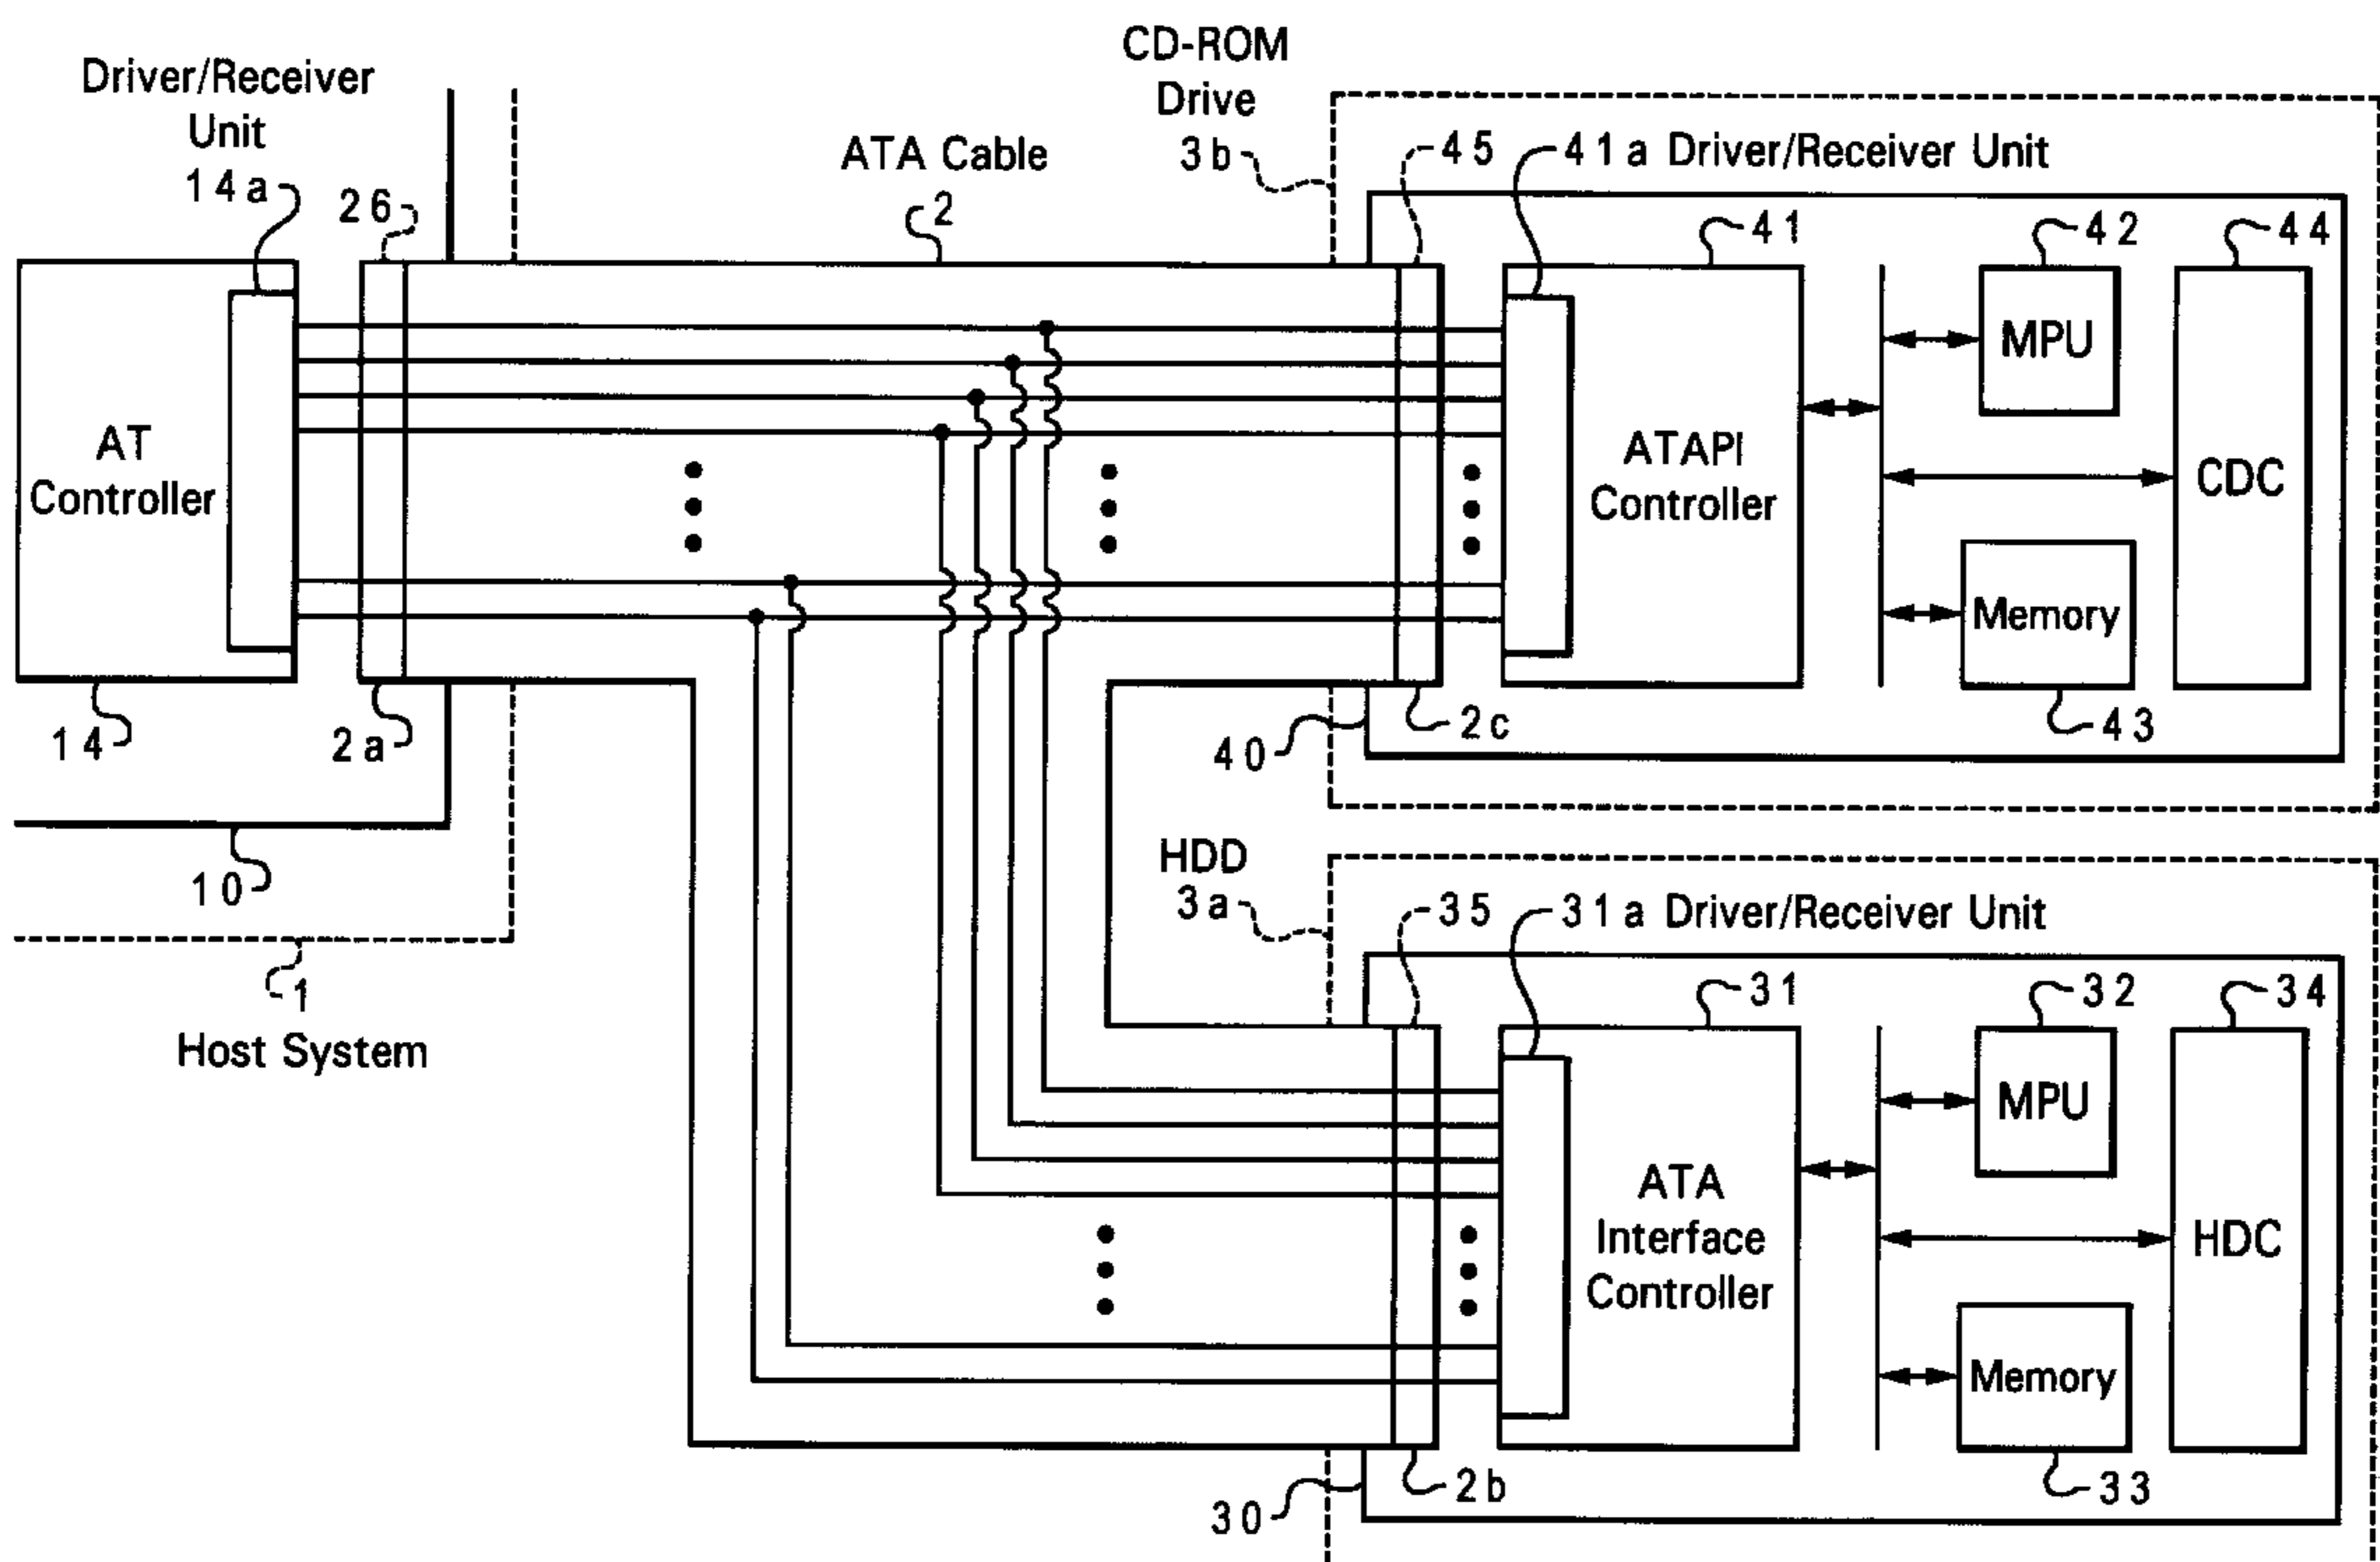 Driver/Receiver
Unit
14a
26
ATA Cable
2
CD-ROM
Drive
3b
45
41a Driver/Receiver Unit
41
42
44
AT
Controller
ATAPI
Controller
MPU
CDC
Memory
14
2a
40
2c
43
10
1
Host System
HDD
3a
35
31a Driver/Receiver Unit
31
32
34
ATA
Interface
Controller
MPU
HDC
Memory
30
2b
33